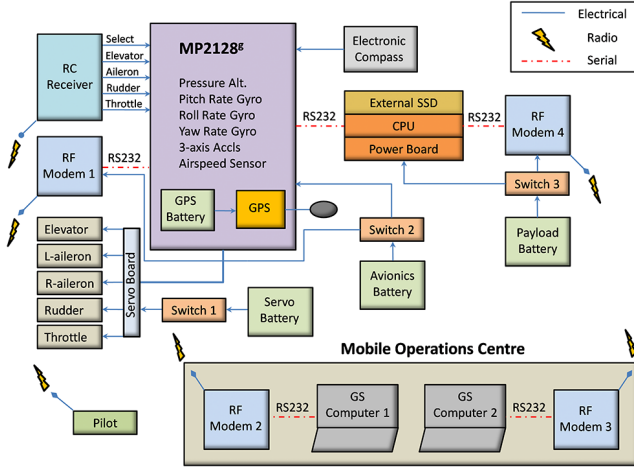 Select
Elevator
Aileron
Rudder
Throttle
RC
Receiver
MP2128g
Pressure Alt.
Pitch Rate Gyro
Roll Rate Gyro
Yaw Rate Gyro
3-axis Accls
Airspeed Sensor
GPS
Battery
GPS
Electronic
Compass
Electrical
Radio
Serial
RS232
External SSD
CPU
Power Board
RS232
RF
Modem 4
RF
Modem 1
RS232
Switch 3
Payload
Battery
Switch 2
Avionics
Battery
Elevator
L-aileron
R-aileron
Rudder
Throttle
Servo Board
Switch 1
Servo
Battery
Pilot
Mobile Operations Centre
RF
Modem 2
RS232
GS
Computer 1
GS
Computer 2
RS232
RF
Modem 3